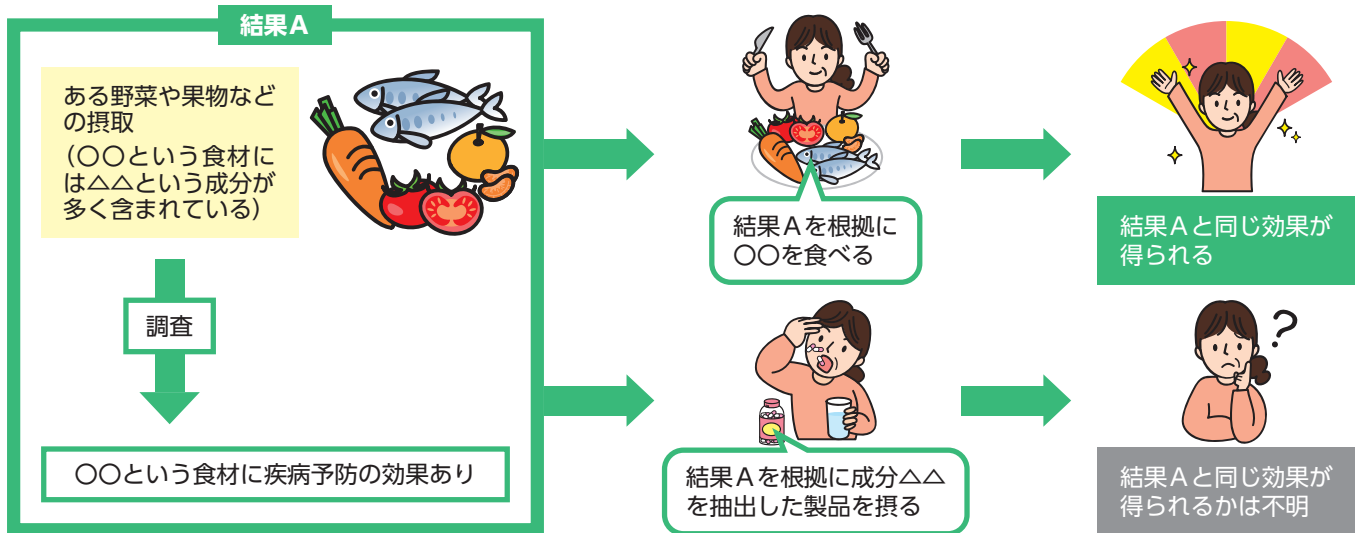 結果A
ある野菜や果物など
の摂取
（〇〇という食材に
は△△という成分が
多く含まれている）
調査
〇〇という食材に疾病予防の効果あり
結果Aを根拠に
〇〇を食べる
結果Aと同じ効果が
得られる
結果Aを根拠に成分△△
を抽出した製品を摂る
?
結果Aと同じ効果が
得られるかは不明